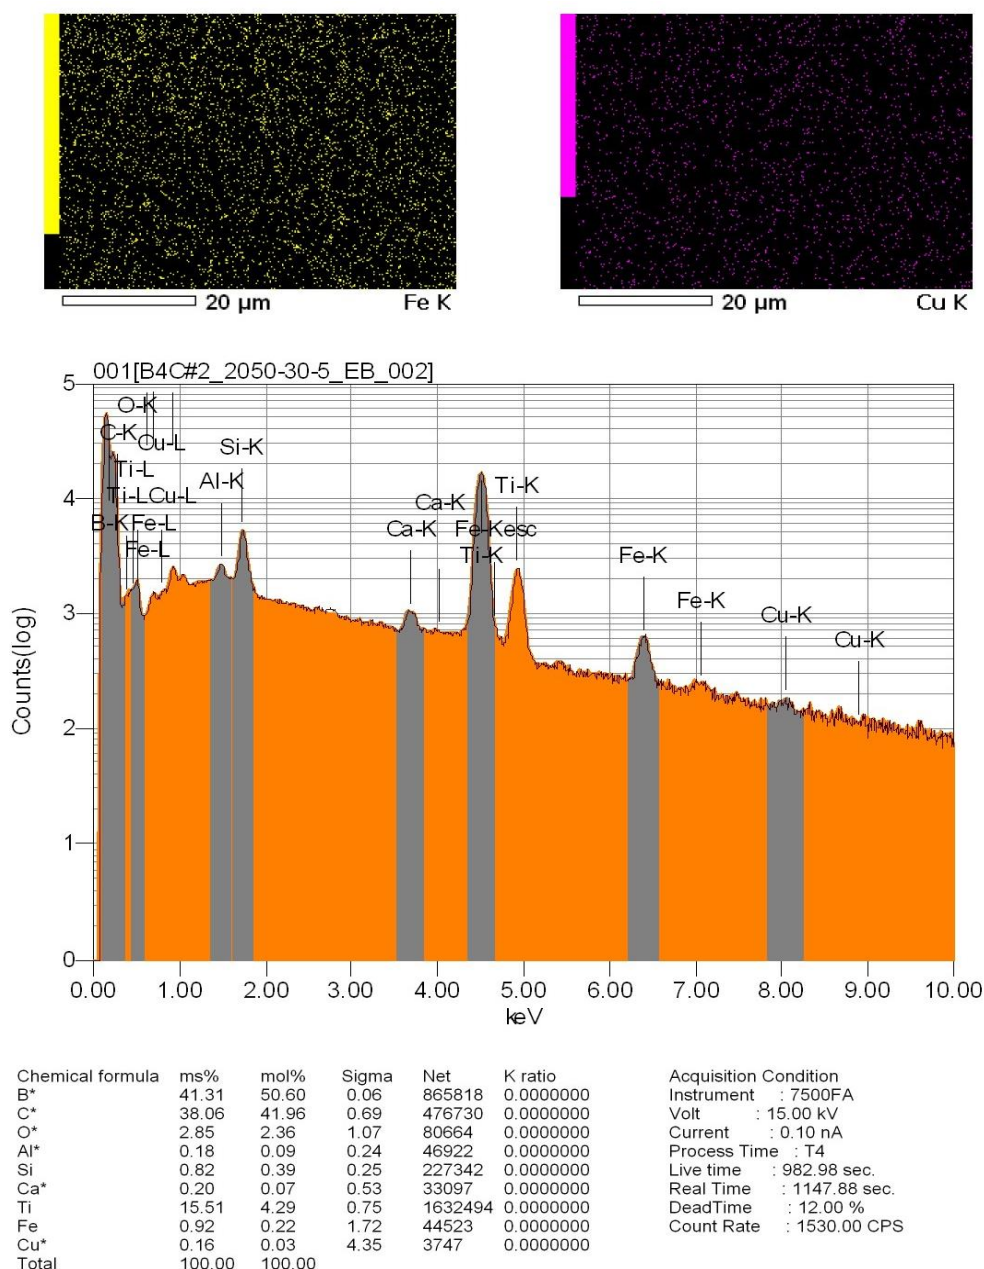 20 μm Fe K
20 μm Cu K
001[B4C#2_2050-30-5_EB_002]
5
O-K
C-K Cu-L
Si-K
Ti-L Al-K Ti-K
4
Ti-L Cu-L Ca-K
B-K Fe-L Ca-K Fe-Kesc
Fe-L Ti-K Fe-K
3
Fe-K
Cu-K
Cu-K
Counts(log)
2
1
0
0.00 1.00 2.00 3.00 4.00 5.00 6.00 7.00 8.00 9.00 10.00
keV
Chemical formula ms% mol% Sigma Net K ratio
B* 41.31 50.60 0.06 865818 0.0000000
C* 38.06 41.96 0.69 476730 0.0000000
O* 2.85 2.36 1.07 80664 0.0000000
Al* 0.18 0.09 0.24 46922 0.0000000
Si 0.82 0.39 0.25 227342 0.0000000
Ca* 0.20 0.07 0.53 33097 0.0000000
Ti 15.51 4.29 0.75 1632494 0.0000000
Fe 0.92 0.22 1.72 44523 0.0000000
Cu* 0.16 0.03 4.35 3747 0.0000000
Total 100.00 100.00
Acquisition Condition
Instrument : 7500FA
Volt : 15.00 kV
Current : 0.10 nA
Process Time : T4
Live time : 982.98 sec.
Real Time : 1147.88 sec.
DeadTime : 12.00 %
Count Rate : 1530.00 CPS